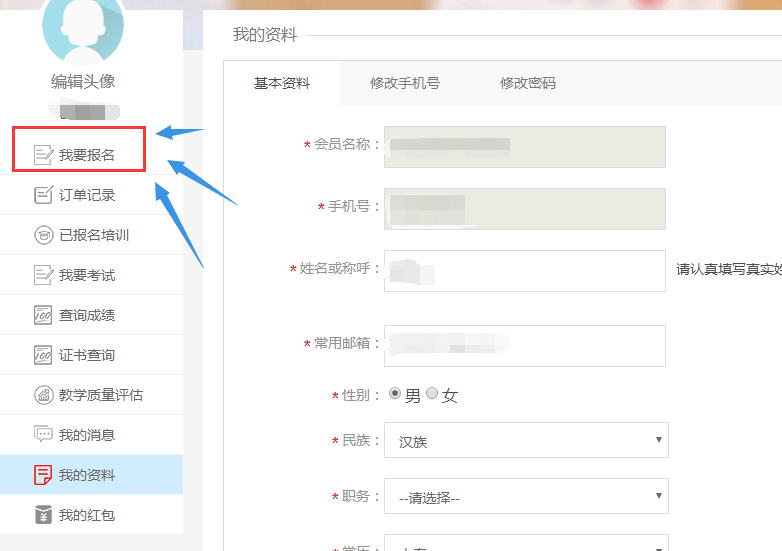 编辑头像
我要报名
订单记录
已报名培训
我要考试
查询成绩
证书查询
教学质量评估
我的消息
我的资料
我的红包
我的资料
基本资料 修改手机号 修改密码
*会员名称：
*手机号：
*姓名或称呼： 请认真填写真实姓
*常用邮箱：
*性别： 男 女
*民族： 汉族
*职务： --请选择--